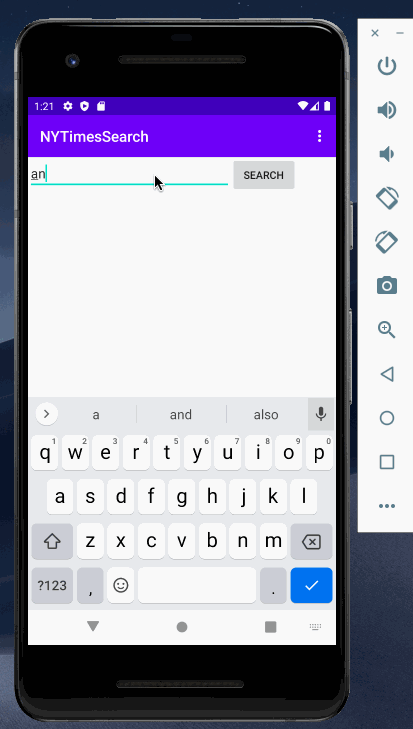 1:21
NYTimesSearch
an
SEARCH
a and also
1 2 3 4 5 6 7 8 9 0
q w e r t y u i o p
a s d f g h j k l
z x c v b n m
?123 , .